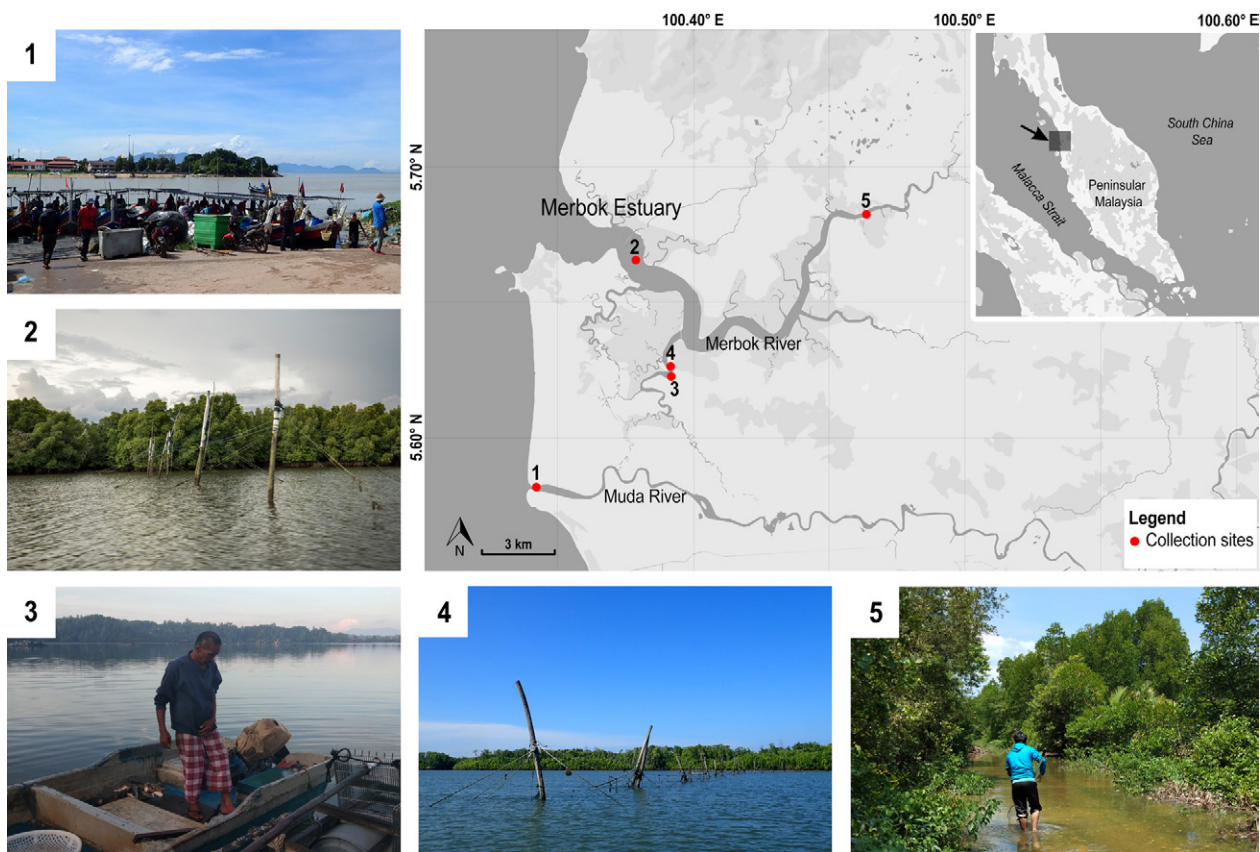 100.40° E
100.50° E
100.60° E
1
South China
Sea
Malacca Strait
Peninsular
Malaysia
5.70° N
Merbok Estuary
5
2
2
Merbok River
4
3
5.60° N
1
Muda River
Legend
Collection sites
N
3 km
3
4
5